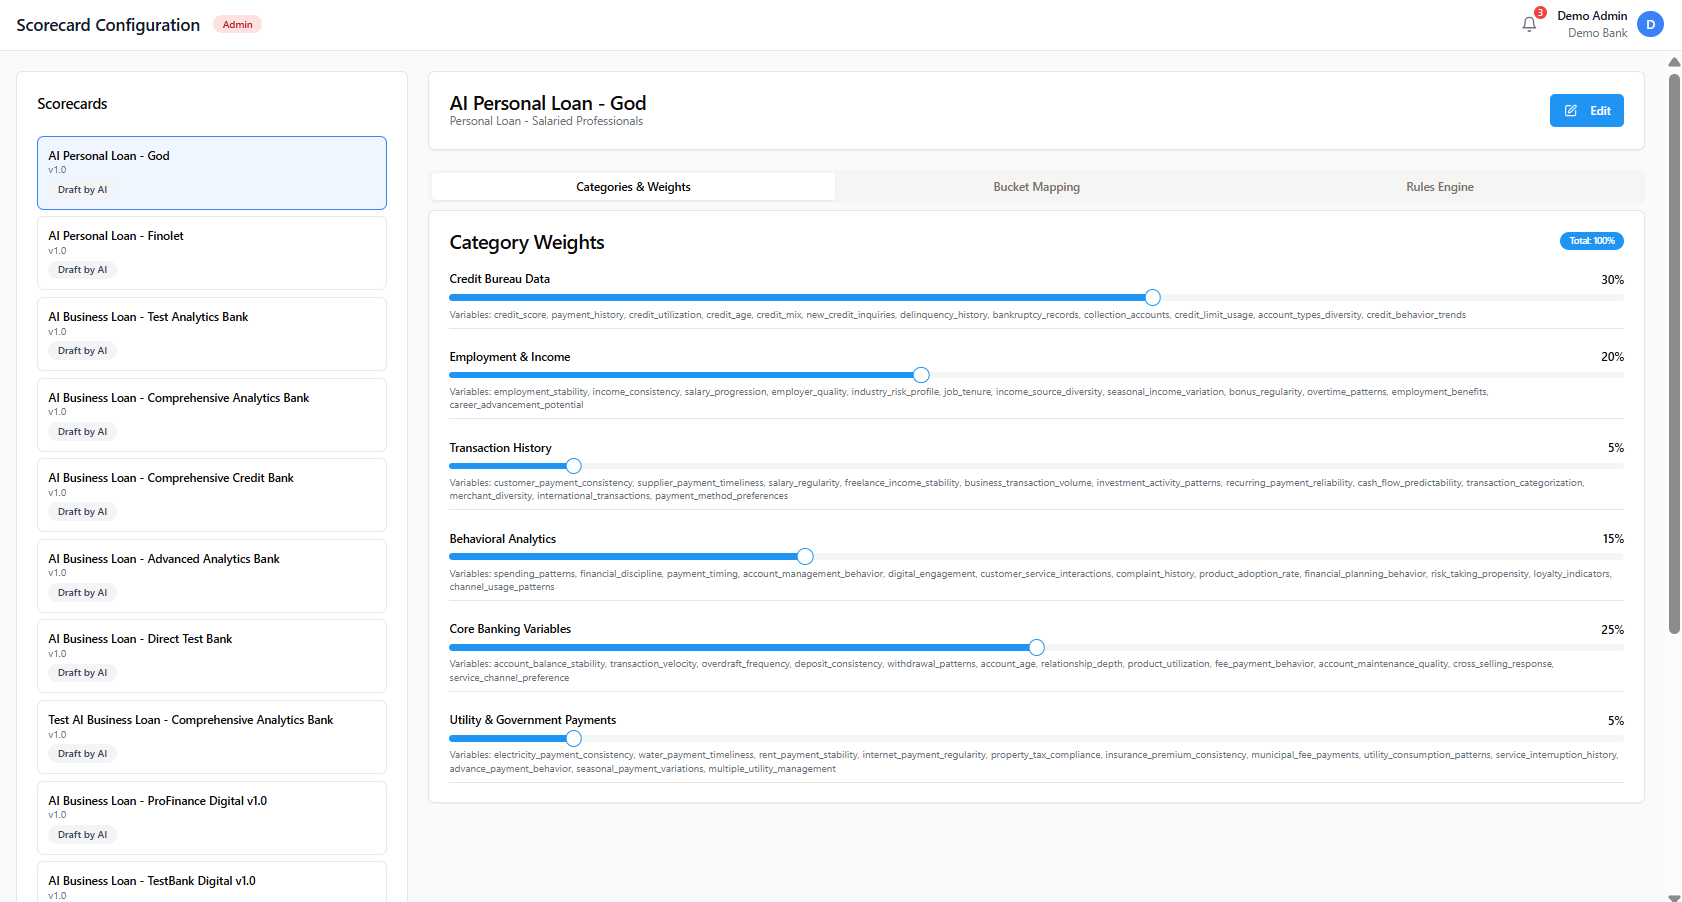 Scorecard Configuration
Admin
3
Demo Admin
Demo Bank
D
Scorecards
AI Personal Loan - God
v1.0
Draft by AI
AI Personal Loan - Finolet
v1.0
Draft by AI
AI Business Loan - Test Analytics Bank
v1.0
Draft by AI
AI Business Loan - Comprehensive Analytics Bank
v1.0
Draft by AI
AI Business Loan - Comprehensive Credit Bank
v1.0
Draft by AI
AI Business Loan - Advanced Analytics Bank
v1.0
Draft by AI
AI Business Loan - Direct Test Bank
v1.0
Draft by AI
Test AI Business Loan - Comprehensive Analytics Bank
v1.0
Draft by AI
AI Business Loan - ProFinance Digital v1.0
v1.0
Draft by AI
AI Business Loan - TestBank Digital v1.0
v1.0
AI Personal Loan - God
Personal Loan - Salaried Professionals
Edit
Categories & Weights
Bucket Mapping
Rules Engine
Category Weights
Total: 100%
Credit Bureau Data
30%
Variables: credit_score, payment_history, credit_utilization, credit_age, credit_mix, new_credit_inquiries, delinquency_history, bankruptcy_records, collection_accounts, credit_limit_usage, account_types_diversity, credit_behavior_trends
Employment & Income
20%
Variables: employment_stability, income_consistency, salary_progression, employer_quality, industry_risk_profile, job_tenure, income_source_diversity, seasonal_income_variation, bonus_regularity, overtime_patterns, employment_benefits,
career_advancement_potential
Transaction History
5%
Variables: customer_payment_consistency, supplier_payment_timeliness, salary_regularity, freelance_income_stability, business_transaction_volume, investment_activity_patterns, recurring_payment_reliability, cash_flow_predictability, transaction_categorization,
merchant_diversity, international_transactions, payment_method_preferences
Behavioral Analytics
15%
Variables: spending_patterns, financial_discipline, payment_timing, account_management_behavior, digital_engagement, customer_service_interactions, complaint_history, product_adoption_rate, financial_planning_behavior, risk_taking_propensity, loyalty_indicators,
channel_usage_patterns
Core Banking Variables
25%
Variables: account_balance_stability, transaction_velocity, overdraft_frequency, deposit_consistency, withdrawal_patterns, account_age, relationship_depth, product_utilization, fee_payment_behavior, account_maintenance_quality, cross_selling_response,
service_channel_preference
Utility & Government Payments
5%
Variables: electricity_payment_consistency, water_payment_timeliness, rent_payment_stability, internet_payment_regularity, property_tax_compliance, insurance_premium_consistency, municipal_fee_payments, utility_consumption_patterns, service_interruption_history,
advance_payment_behavior, seasonal_payment_variations, multiple_utility_management